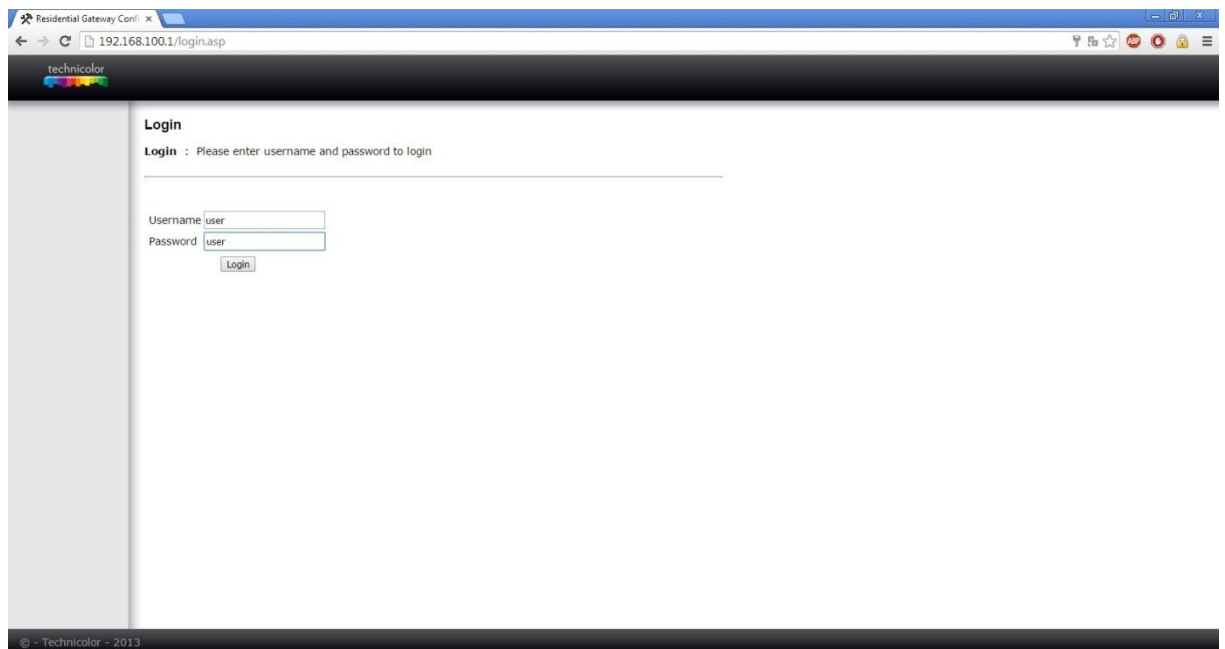 Residential Gateway Confi
192.168.100.1/login.asp
ABP
technicolor
Login
Login : Please enter username and password to login
Username user
Password user
Login
© - Technicolor - 2013